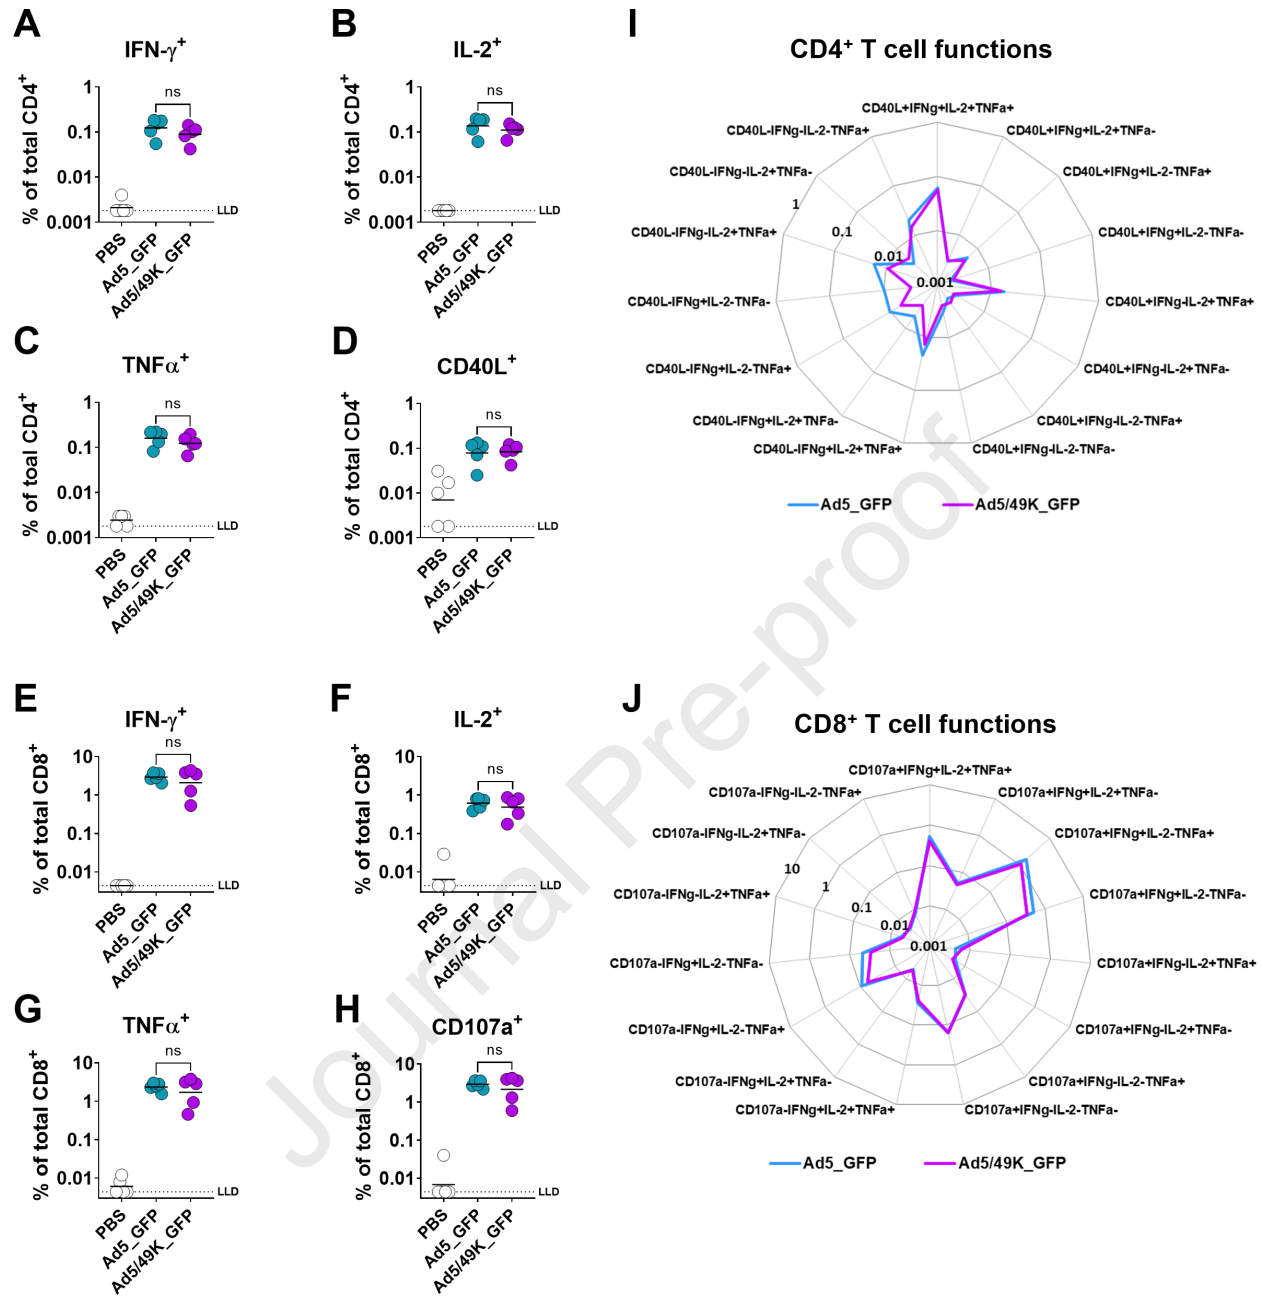 A
IFN-γ+
% of total CD4+
1
0.1
0.01
0.001
ns
LLD
PBS
Ad5_GFP
Ad5/49K_GFP
B
IL-2+
% of total CD4+
1
0.1
0.01
0.001
ns
LLD
PBS
Ad5_GFP
Ad5/49K_GFP
C
TNFα+
% of toal CD4+
1
0.1
0.01
0.001
ns
LLD
PBS
Ad5_GFP
Ad5/49K_GFP
D
CD40L+
% of total CD4+
1
0.1
0.01
0.001
ns
LLD
PBS
Ad5_GFP
Ad5/49K_GFP
E
IFN-γ+
% of total CD8+
10
1
0.1
0.01
ns
LLD
PBS
Ad5_GFP
Ad5/49K_GFP
F
IL-2+
% of total CD8+
10
1
0.1
0.01
ns
LLD
PBS
Ad5_GFP
Ad5/49K_GFP
G
TNFα+
% of total CD8+
10
1
0.1
0.01
ns
LLD
PBS
Ad5_GFP
Ad5/49K_GFP
H
CD107a+
% of total CD8+
10
1
0.1
0.01
ns
LLD
PBS
Ad5_GFP
Ad5/49K_GFP
I
CD4+ T cell functions
CD40L+IFNg+IL-2+TNFa+
CD40L+IFNg+IL-2+TNFa-
CD40L+IFNg+IL-2-TNFa+
CD40L+IFNg+IL-2-TNFa-
CD40L+IFNg-IL-2+TNFa+
CD40L+IFNg-IL-2+TNFa-
CD40L+IFNg-IL-2-TNFa+
CD40L+IFNg-IL-2-TNFa-
CD40L-IFNg+IL-2+TNFa+
CD40L-IFNg+IL-2+TNFa-
CD40L-IFNg+IL-2-TNFa+
CD40L-IFNg+IL-2-TNFa-
CD40L-IFNg-IL-2+TNFa+
CD40L-IFNg-IL-2+TNFa-
CD40L-IFNg-IL-2-TNFa+
1
0.1
0.01
0.001
Ad5_GFP
Ad5/49K_GFP
J
CD8+ T cell functions
CD107a+IFNg+IL-2+TNFa+
CD107a+IFNg+IL-2+TNFa-
CD107a+IFNg+IL-2-TNFa+
CD107a+IFNg+IL-2-TNFa-
CD107a+IFNg-IL-2+TNFa+
CD107a+IFNg-IL-2+TNFa-
CD107a+IFNg-IL-2-TNFa+
CD107a+IFNg-IL-2-TNFa-
CD107a-IFNg+IL-2+TNFa+
CD107a-IFNg+IL-2+TNFa-
CD107a-IFNg+IL-2-TNFa+
CD107a-IFNg+IL-2-TNFa-
CD107a-IFNg-IL-2+TNFa+
CD107a-IFNg-IL-2+TNFa-
CD107a-IFNg-IL-2-TNFa+
10
1
0.1
0.01
0.001
Ad5_GFP
Ad5/49K_GFP
Journal Pre-proof